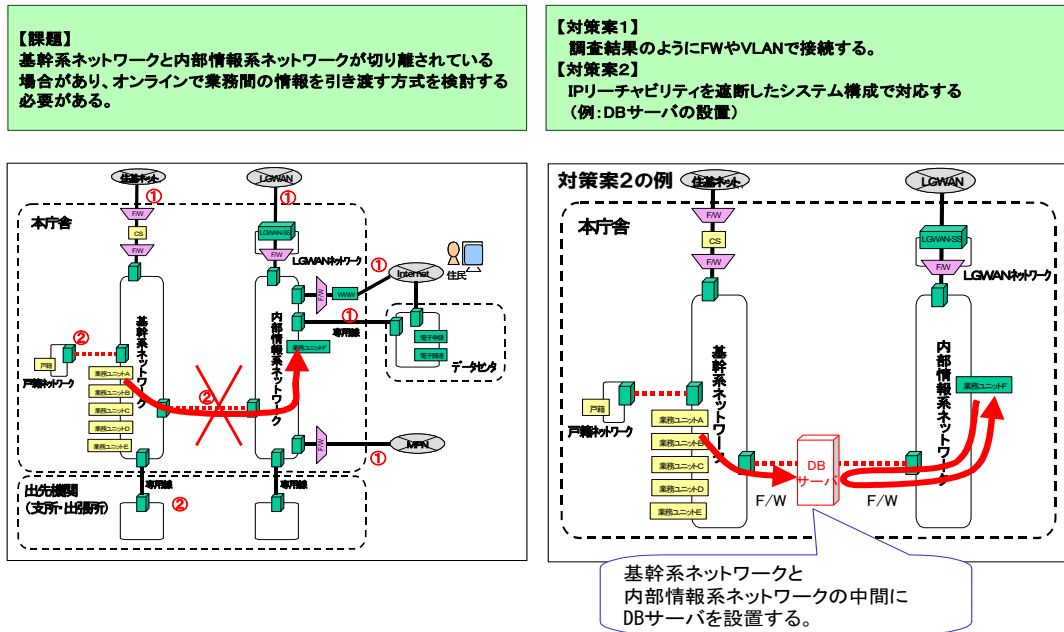 【課題】
基幹系ネットワークと内部情報系ネットワークが切り離されている
場合があり、オンラインで業務間の情報を引き渡す方式を検討する
必要がある。
【対策案1】
調査結果のようにFWやVLANで接続する。
【対策案2】
IPリーチャビリティを遮断したシステム構成で対応する
(例:DBサーバの設置)
住基ネット
LGWAN
①
①
F/W
本庁舎
CS
LGWAN-SS
F/W
F/W
LGWANネットワーク
①
Internet
住民
F/W
WWW
①
専用線
基幹系ネットワーク
内部情報系ネットワーク
電子申請
電子調達
データセンタ
②
戸籍
戸籍ネットワーク
業務ユニットF
業務ユニットA
業務ユニットB
②
業務ユニットC
業務ユニットD
業務ユニットE
F/W
MPN
①
専用線
専用線
出先機関
(支所・出張所)
②
対策案2の例
住基ネット
LGWAN
本庁舎
F/W
CS
LGWAN-SS
F/W
F/W
LGWANネットワーク
基幹系ネットワーク
内部情報系ネットワーク
戸籍
戸籍ネットワーク
業務ユニットF
業務ユニットA
業務ユニットB
業務ユニットC
業務ユニットD
業務ユニットE
DB
サーバ
F/W
F/W
基幹系ネットワークと
内部情報系ネットワークの中間に
DBサーバを設置する。